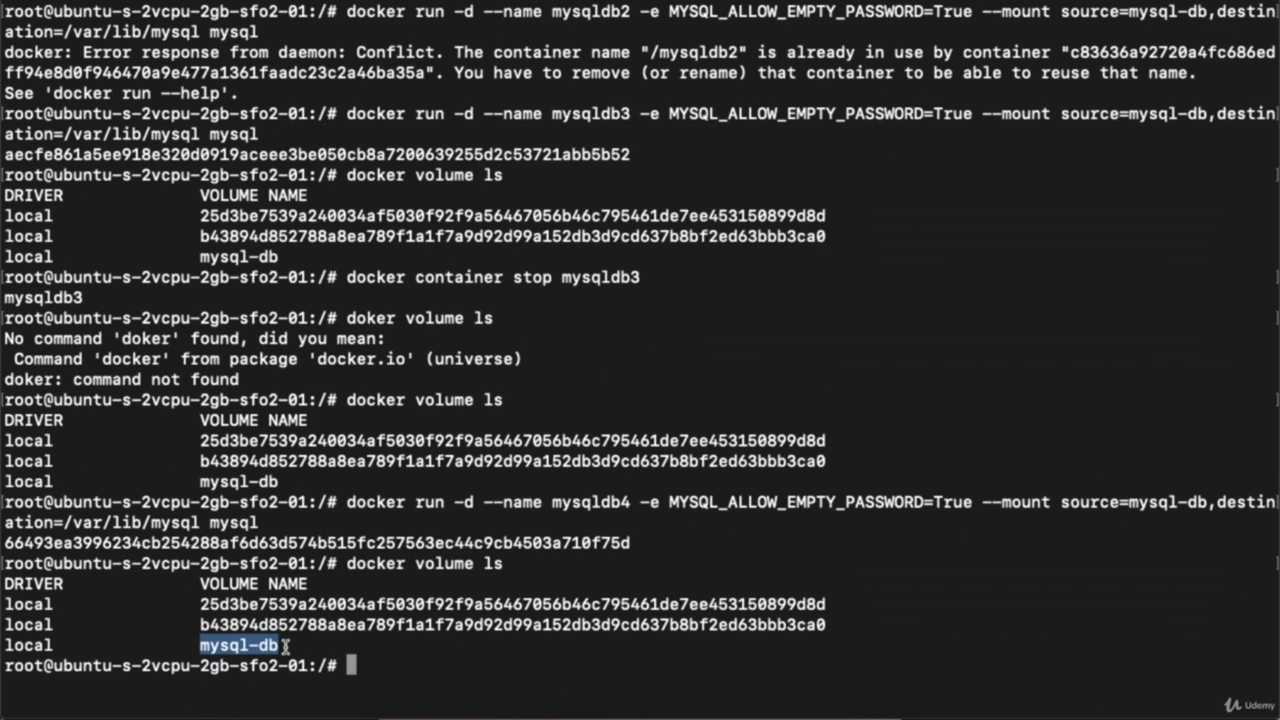 root@ubuntu-s-2vcpu-2gb-sfo2-01:/# docker run -d --name mysqldb2 -e MYSQL_ALLOW_EMPTY_PASSWORD=True --mount source=mysql-db,destin
ation=/var/lib/mysql mysql
docker: Error response from daemon: Conflict. The container name "/mysqldb2" is already in use by container "c83636a92720a4fc686ed
ff94e8d0f946470a9e477a1361faadc23c2a46ba35a". You have to remove (or rename) that container to be able to reuse that name.
See 'docker run --help'.
root@ubuntu-s-2vcpu-2gb-sfo2-01:/# docker run -d --name mysqldb3 -e MYSQL_ALLOW_EMPTY_PASSWORD=True --mount source=mysql-db,destin
ation=/var/lib/mysql mysql
aecfe861a5ee918e320d0919aceee3be050cb8a7200639255d2c53721abb5b52
root@ubuntu-s-2vcpu-2gb-sfo2-01:/# docker volume ls
DRIVER VOLUME NAME
local 25d3be7539a240034af5030f92f9a56467056b46c795461de7ee453150899d8d
local b43894d852788a8ea789f1a1f7a9d92d99a152db3d9cd637b8bf2ed63bbb3ca0
local mysql-db
root@ubuntu-s-2vcpu-2gb-sfo2-01:/# docker container stop mysqldb3
mysqldb3
root@ubuntu-s-2vcpu-2gb-sfo2-01:/# doker volume ls
No command 'doker' found, did you mean:
Command 'docker' from package 'docker.io' (universe)
doker: command not found
root@ubuntu-s-2vcpu-2gb-sfo2-01:/# docker volume ls
DRIVER VOLUME NAME
local 25d3be7539a240034af5030f92f9a56467056b46c795461de7ee453150899d8d
local b43894d852788a8ea789f1a1f7a9d92d99a152db3d9cd637b8bf2ed63bbb3ca0
local mysql-db
root@ubuntu-s-2vcpu-2gb-sfo2-01:/# docker run -d --name mysqldb4 -e MYSQL_ALLOW_EMPTY_PASSWORD=True --mount source=mysql-db,destin
ation=/var/lib/mysql mysql
66493ea3996234cb254288af6d63d574b515fc257563ec44c9cb4503a710f75d
root@ubuntu-s-2vcpu-2gb-sfo2-01:/# docker volume ls
DRIVER VOLUME NAME
local 25d3be7539a240034af5030f92f9a56467056b46c795461de7ee453150899d8d
local b43894d852788a8ea789f1a1f7a9d92d99a152db3d9cd637b8bf2ed63bbb3ca0
local mysql-db
root@ubuntu-s-2vcpu-2gb-sfo2-01:/#
Udemy